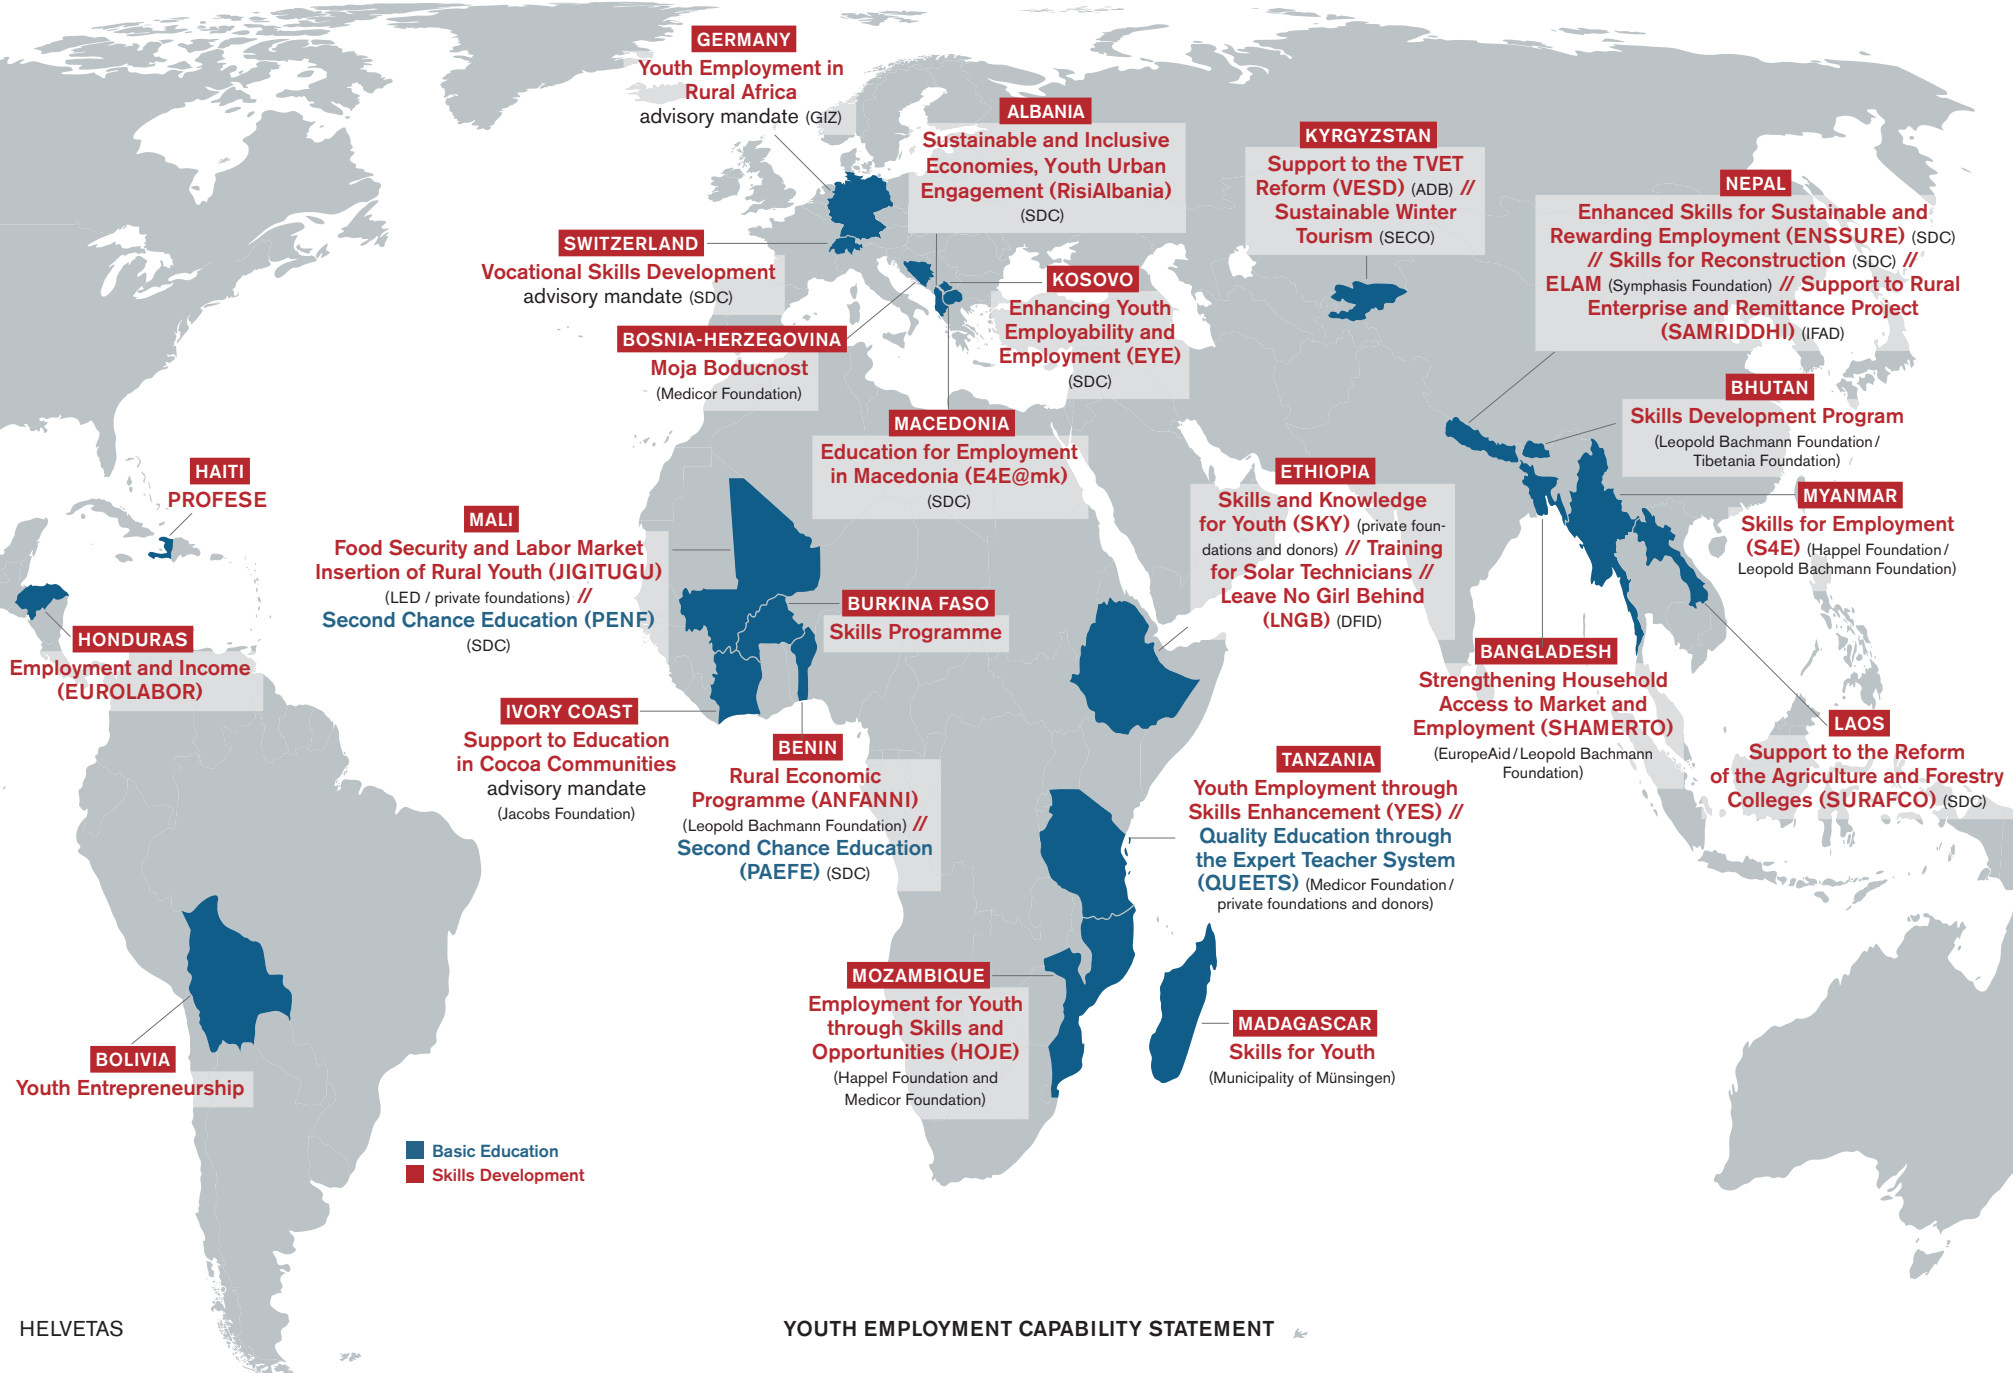 GERMANY
Youth Employment in
Rural Africa
advisory mandate (GIZ)
ALBANIA
Sustainable and Inclusive
Economies, Youth Urban
Engagement (RisiAlbania)
(SDC)
KYRGYZSTAN
Support to the TVET
Reform (VESD) (ADB) //
Sustainable Winter
Tourism (SECO)
NEPAL
Enhanced Skills for Sustainable and
Rewarding Employment (ENSSURE) (SDC)
// Skills for Reconstruction (SDC) //
ELAM (Symphasis Foundation) // Support to Rural
Enterprise and Remittance Project
(SAMRIDDHI) (IFAD)
SWITZERLAND
Vocational Skills Development
advisory mandate (SDC)
KOSOVO
Enhancing Youth
Employability and
Employment (EYE)
(SDC)
BOSNIA-HERZEGOVINA
Moja Boducnost
(Medicor Foundation)
BHUTAN
Skills Development Program
(Leopold Bachmann Foundation /
Tibetania Foundation)
MACEDONIA
Education for Employment
in Macedonia (E4E@mk)
(SDC)
HAITI
PROFESE
ETHIOPIA
Skills and Knowledge
for Youth (SKY) (private foun-
dations and donors) // Training
for Solar Technicians //
Leave No Girl Behind
(LNGB) (DFID)
MYANMAR
Skills for Employment
(S4E) (Happel Foundation /
Leopold Bachmann Foundation)
MALI
Food Security and Labor Market
Insertion of Rural Youth (JIGITUGU)
(LED / private foundations) //
Second Chance Education (PENF)
(SDC)
BURKINA FASO
Skills Programme
HONDURAS
Employment and Income
(EUROLABOR)
BANGLADESH
Strengthening Household
Access to Market and
Employment (SHAMERTO)
(EuropeAid / Leopold Bachmann
Foundation)
IVORY COAST
Support to Education
in Cocoa Communities
advisory mandate
(Jacobs Foundation)
BENIN
Rural Economic
Programme (ANFANNI)
(Leopold Bachmann Foundation) //
Second Chance Education
(PAEFE) (SDC)
LAOS
Support to the Reform
of the Agriculture and Forestry
Colleges (SURAFCO) (SDC)
TANZANIA
Youth Employment through
Skills Enhancement (YES) //
Quality Education through
the Expert Teacher System
(QUEETS) (Medicor Foundation /
private foundations and donors)
MOZAMBIQUE
Employment for Youth
through Skills and
Opportunities (HOJE)
(Happel Foundation and
Medicor Foundation)
MADAGASCAR
Skills for Youth
(Municipality of Münsingen)
BOLIVIA
Youth Entrepreneurship
Basic Education
Skills Development
HELVETAS
YOUTH EMPLOYMENT CAPABILITY STATEMENT